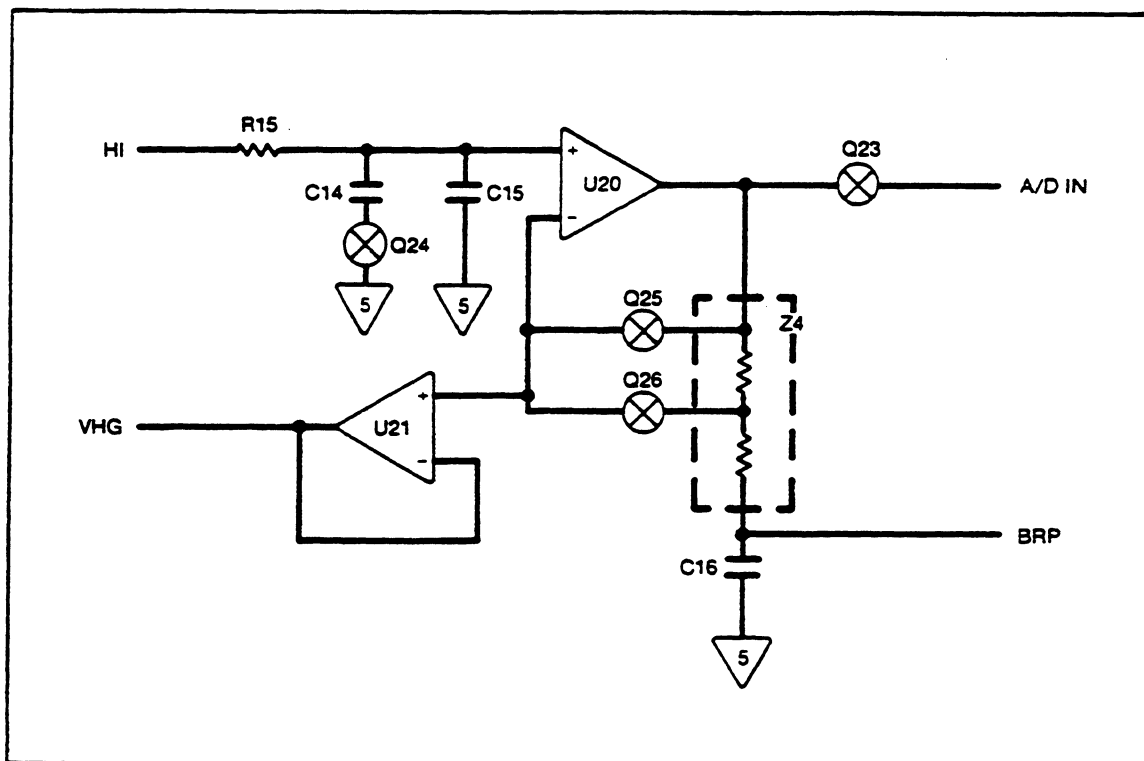 R15
HI
C14
C15
Q24
5
5
+
−
U20
Q23
A/D IN
Q25
Z4
Q26
VHG
U21
+
−
BRP
C16
5